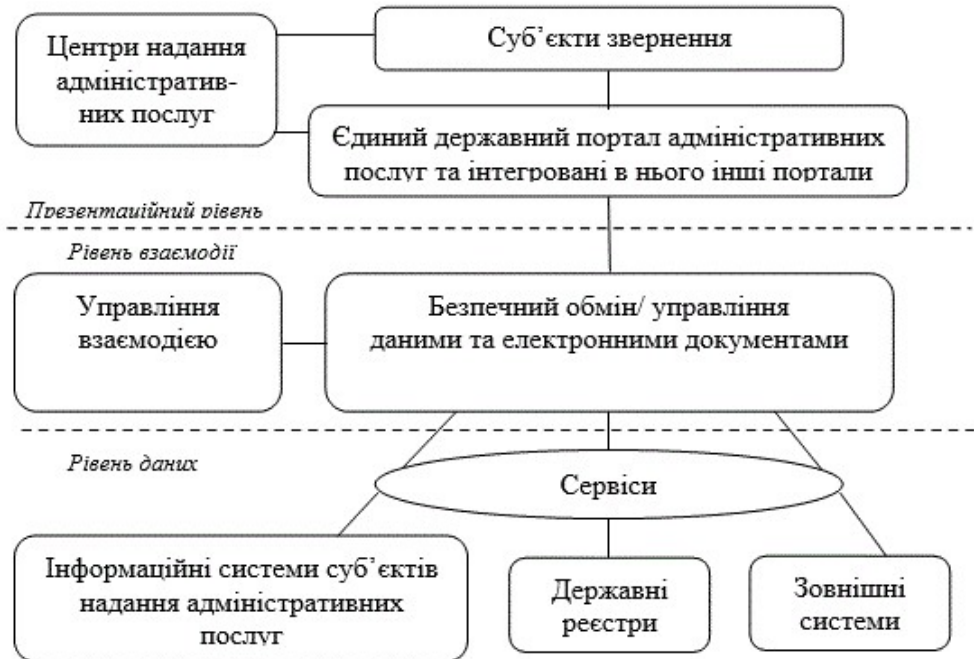 Центри надання
адміністратив-
них послуг
Суб’єкти звернення
Єдиний державний портал адміністративних
послуг та інтегровані в нього інші портали
Презентаційний рівень
Рівень взаємодії
Управління
взаємодією
Безпечний обмін/ управління
даними та електронними документами
Рівень даних
Сервіси
Інформаційні системи суб’єктів
надання адміністративних
послуг
Державні
реєстри
Зовнішні
системи